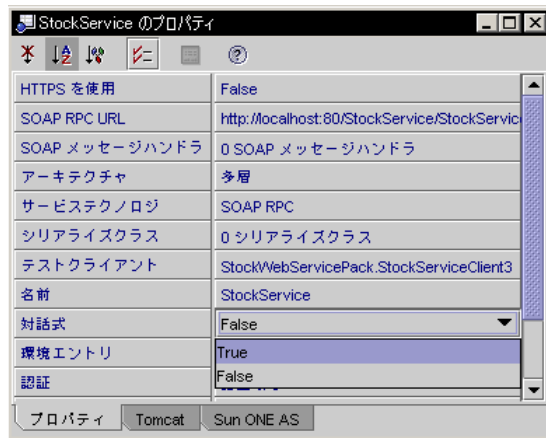 StockService のプロパティ
HTTPS を使用 False
SOAP RPC URL http://localhost:80/StockService/StockServic
SOAP メッセージハンドラ 0 SOAP メッセージハンドラ
アーキテクチャ 多層
サービステクノロジ SOAP RPC
シリアライズクラス 0 シリアライズクラス
テストクライアント StockWebServicePack.StockServiceClient3
名前 StockService
対話式 False
環境エントリ True
認証 False
プロパティ Tomcat Sun ONE AS